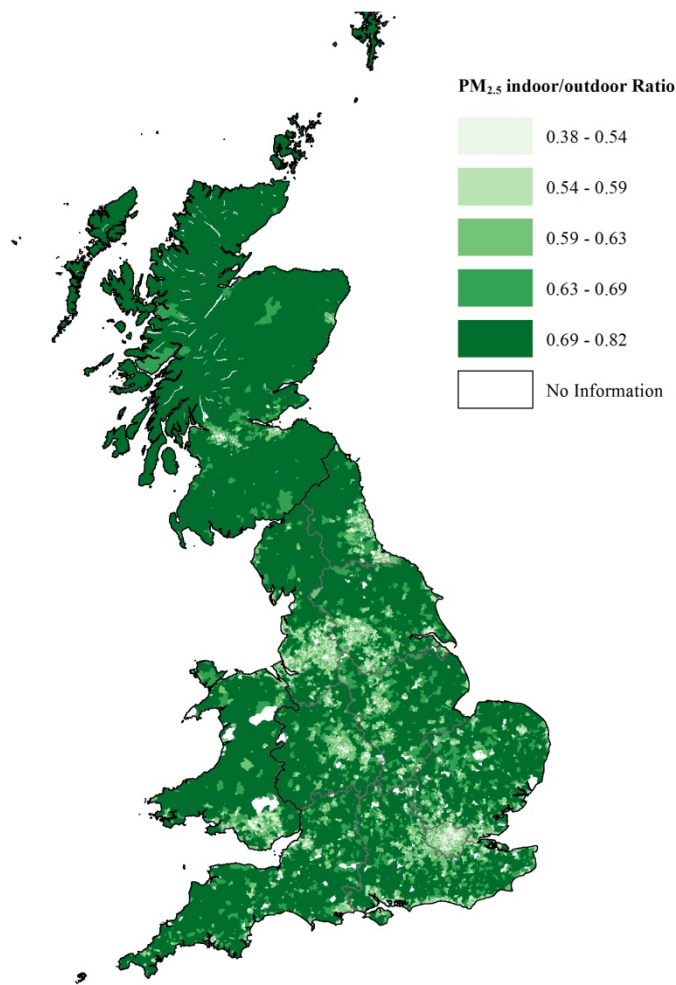 PM2.5 indoor/outdoor Ratio
0.38 - 0.54
0.54 - 0.59
0.59 - 0.63
0.63 - 0.69
0.69 - 0.82
No Information